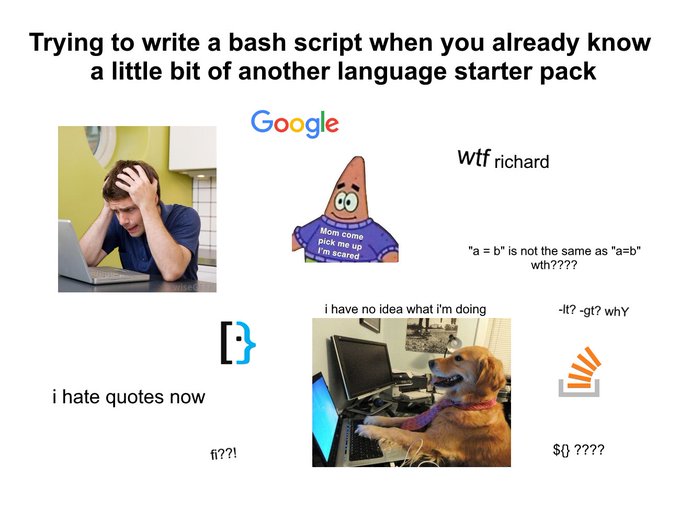 Trying to write a bash script when you already know
a little bit of another language starter pack
Google
wtf richard
Mom come
pick me up
I'm scared
"a = b" is not the same as "a=b"
wth????
i have no idea what i'm doing
-lt? -gt? whY
[:}
i hate quotes now
fi??!
${} ????